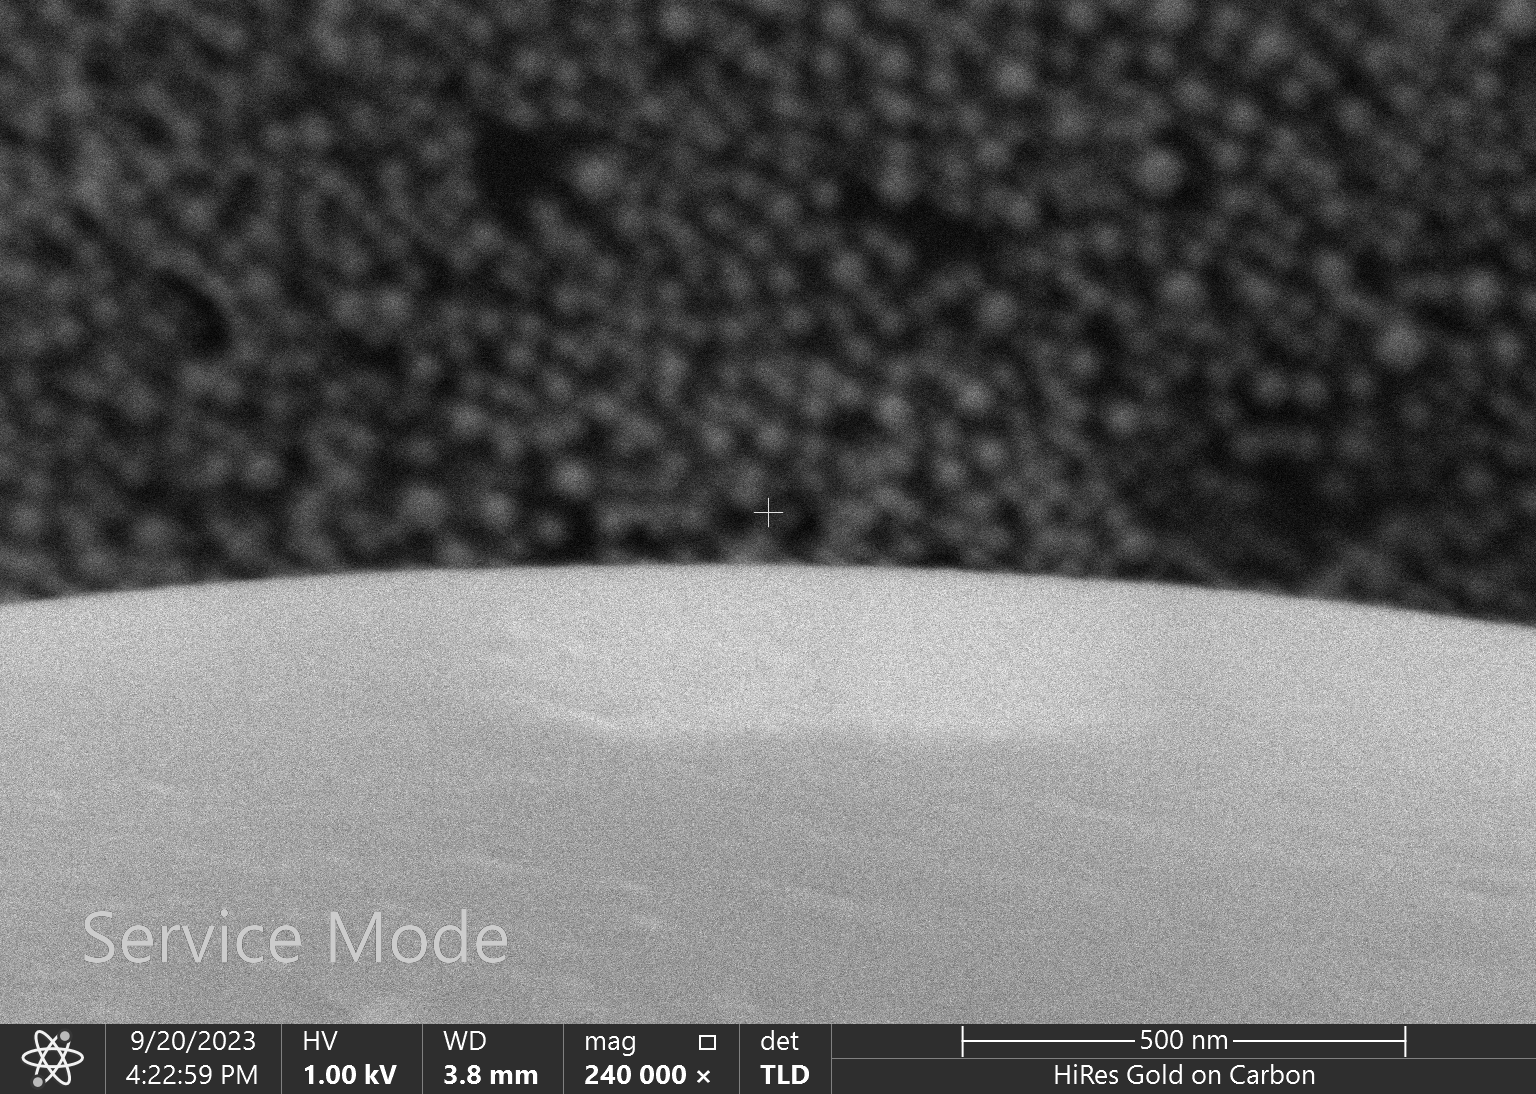 Service Mode
9/20/2023 HV WD mag det 500 nm
4:22:59 PM 1.00 kV 3.8 mm 240 000 × TLD HiRes Gold on Carbon